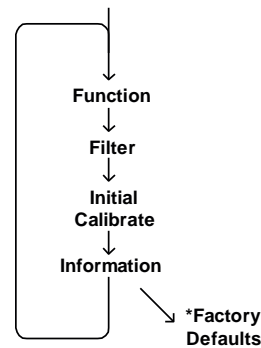 Function
Filter
Initial
Calibrate
Information
*Factory
Defaults